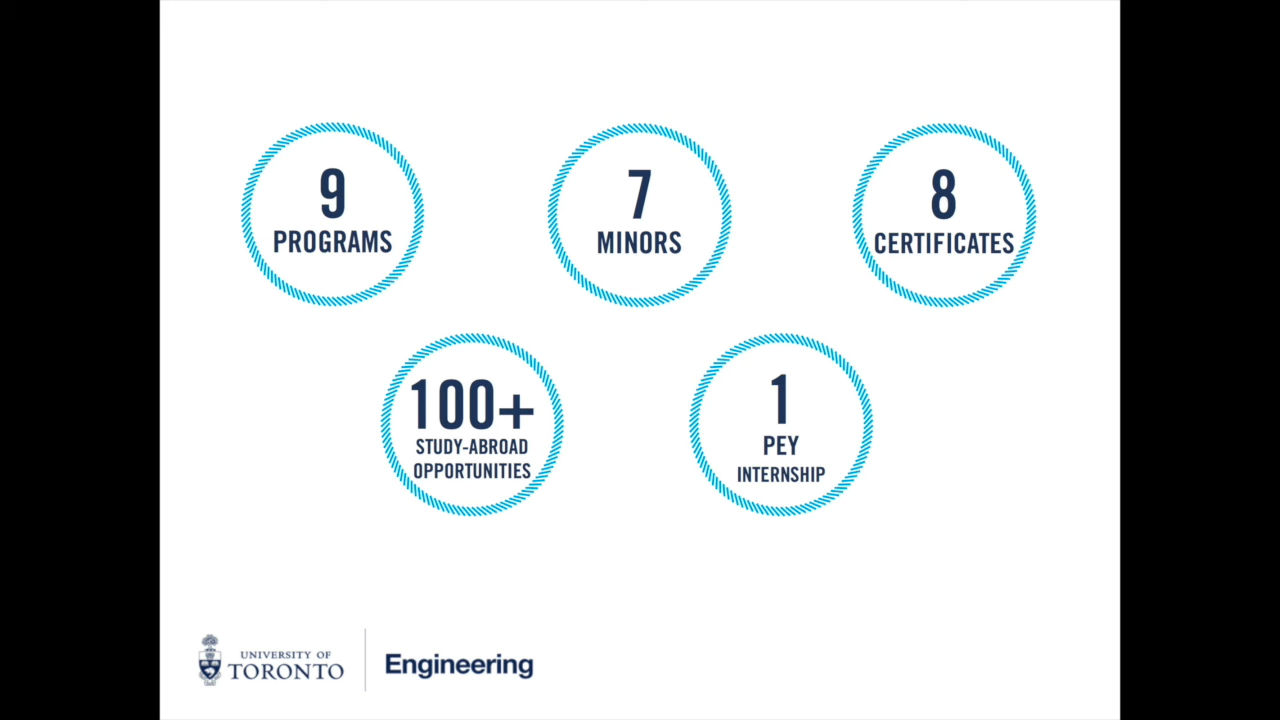 9
PROGRAMS
7
MINORS
8
CERTIFICATES
100+
STUDY-ABROAD
OPPORTUNITIES
1
PEY
INTERNSHIP
UNIVERSITY OF
TORONTO
Engineering